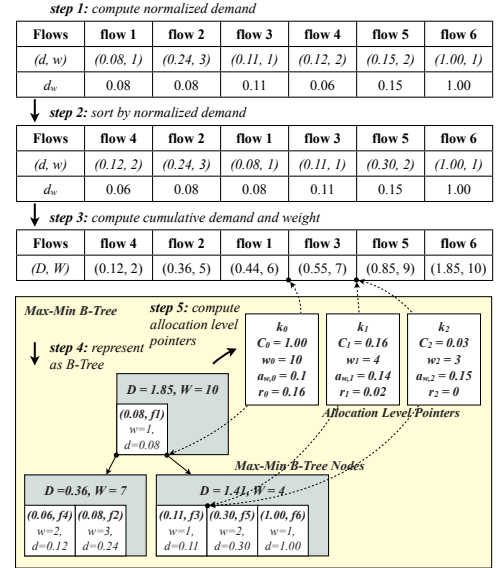 step 1: compute normalized demand
Flows flow 1 flow 2 flow 3 flow 4 flow 5 flow 6
(d, w) (0.08, 1) (0.24, 3) (0.11, 1) (0.12, 2) (0.15, 2) (1.00, 1)
dw 0.08 0.08 0.11 0.06 0.15 1.00
step 2: sort by normalized demand
Flows flow 4 flow 2 flow 1 flow 3 flow 5 flow 6
(d, w) (0.12, 2) (0.24, 3) (0.08, 1) (0.11, 1) (0.30, 2) (1.00, 1)
dw 0.06 0.08 0.08 0.11 0.15 1.00
step 3: compute cumulative demand and weight
Flows flow 4 flow 2 flow 1 flow 3 flow 5 flow 6
(D, W) (0.12, 2) (0.36, 5) (0.44, 6) (0.55, 7) (0.85, 9) (1.85, 10)
Max-Min B-Tree
step 4: represent
as B-Tree
step 5: compute
allocation level
pointers
k0
C0 = 1.00
w0 = 10
aw,0 = 0.1
r0 = 0.16
k1
C1 = 0.16
w1 = 4
aw,1 = 0.14
r1 = 0.02
k2
C2 = 0.03
w2 = 3
aw,2 = 0.15
r2 = 0
Allocation Level Pointers
D = 1.85, W = 10
(0.08, f1)
w=1,
d=0.08
Max-Min B-Tree Nodes
D =0.36, W = 7
(0.06, f4) (0.08, f2)
w=2, w=3,
d=0.12 d=0.24
D = 1.41, W = 4
(0.11, f3) (0.30, f5) (1.00, f6)
w=1, w=2, w=1,
d=0.11 d=0.30 d=1.00